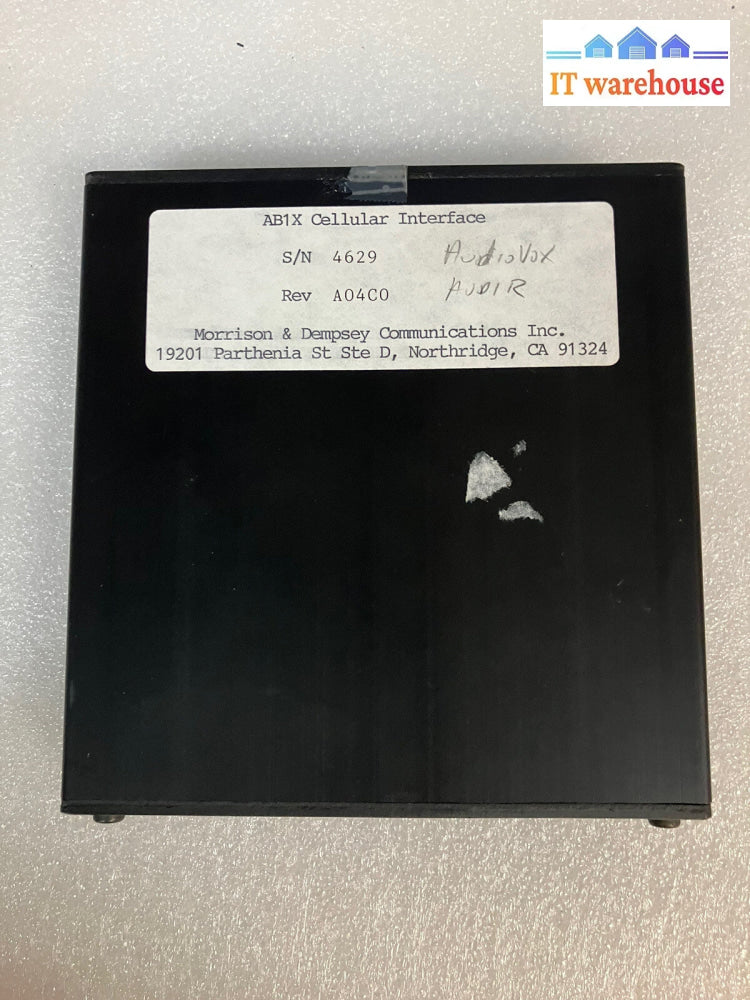 IT warehouse
AB1X Cellular Interface
S/N 4629 AudioVox
Rev A04C0 AUDIR
Morrison & Dempsey Communications Inc.
19201 Parthenia St Ste D, Northridge, CA 91324